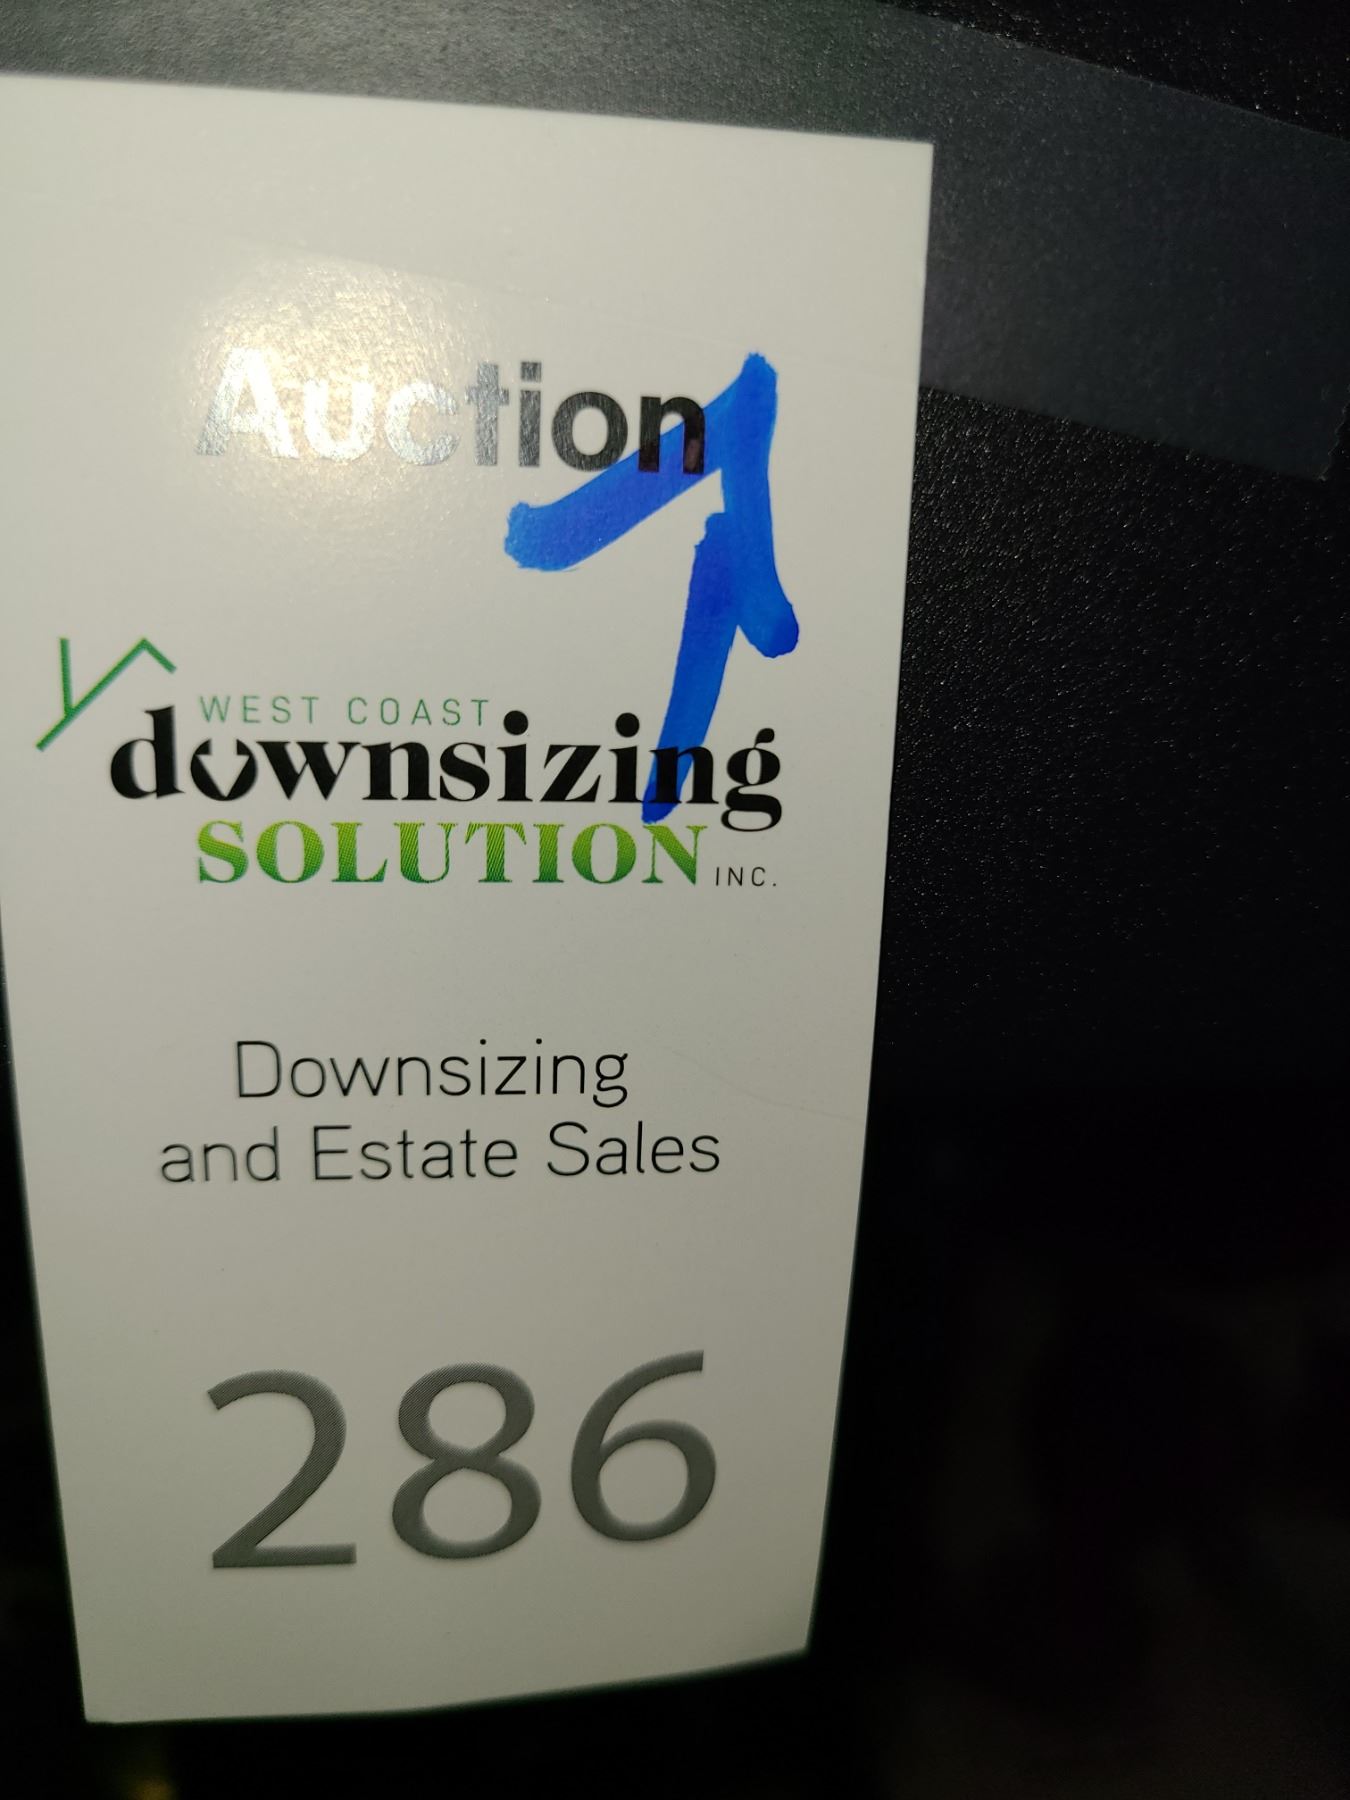 Auction
WEST COAST
downsizing
SOLUTION INC.
Downsizing
and Estate Sales
286